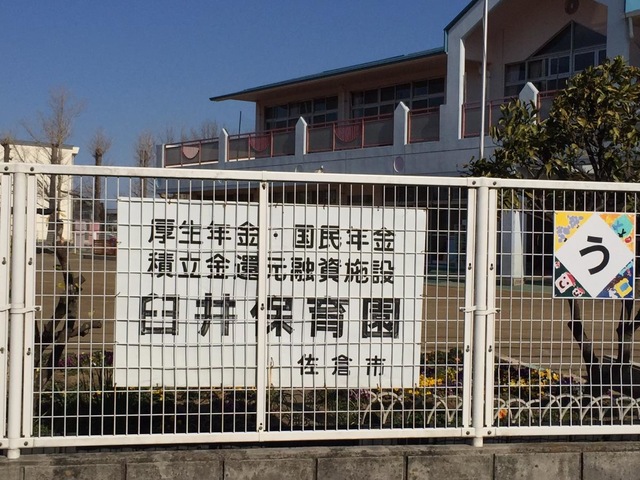 厚生年金・国民年金
積立金還元融資施設
臼井保育園
佐倉市
う